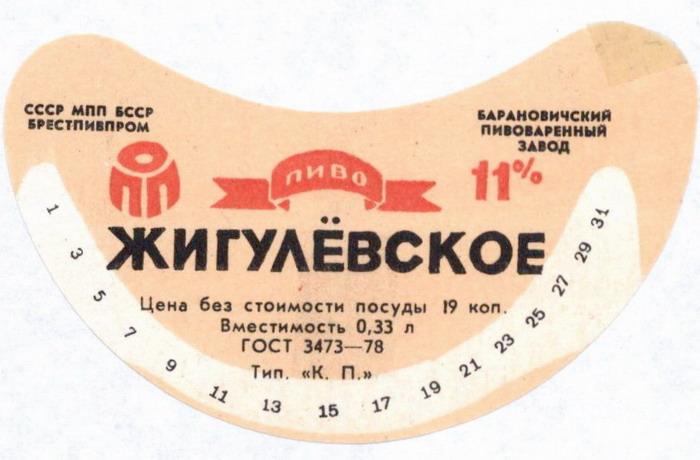 СССР МПП БССР
БРЕСТПИВПРОМ
БАРАНОВИЧСКИЙ
ПИВОВАРЕННЫЙ
ЗАВОД
ПИВО
11%
ЖИГУЛЁВСКОЕ
Цена без стоимости посуды 19 коп.
Вместимость 0,33 л
ГОСТ 3473—78
Тип. «К. П.»
1 3 5 7 9 11 13 15 17 19 21 23 25 27 29 31